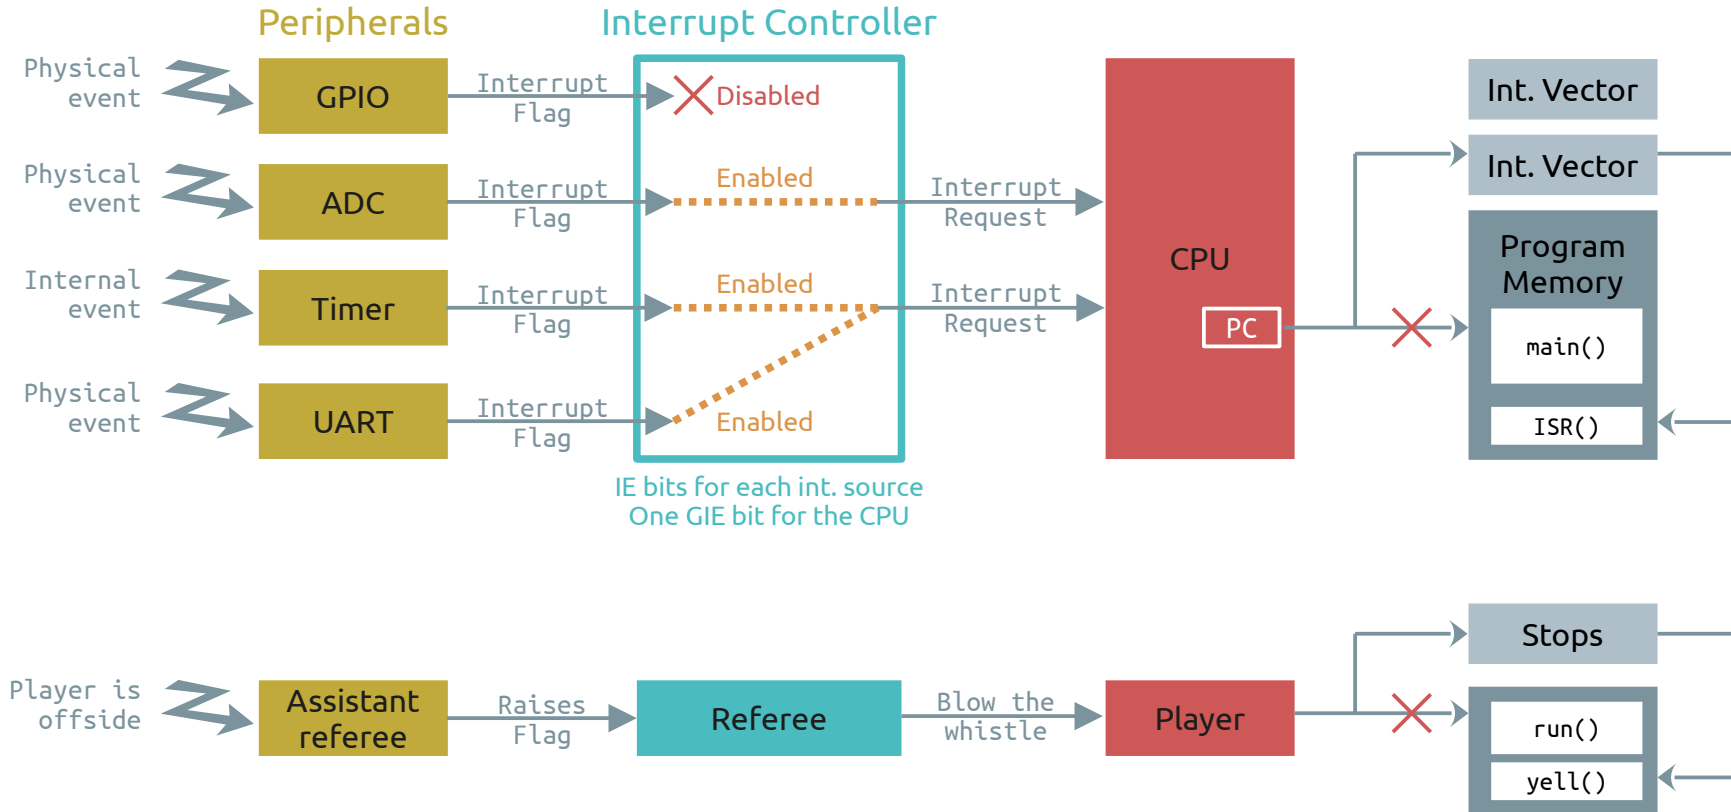 Peripherals
Interrupt Controller
Physical
event
GPIO
Interrupt
Flag
Disabled
Int. Vector
Physical
event
ADC
Interrupt
Flag
Enabled
Interrupt
Request
Int. Vector
Internal
event
Timer
Interrupt
Flag
Enabled
Interrupt
Request
CPU
PC
Program
Memory
main()
Physical
event
UART
Interrupt
Flag
Enabled
ISR()
IE bits for each int. source
One GIE bit for the CPU
Player is
offside
Assistant
referee
Raises
Flag
Referee
Blow the
whistle
Player
Stops
run()
yell()